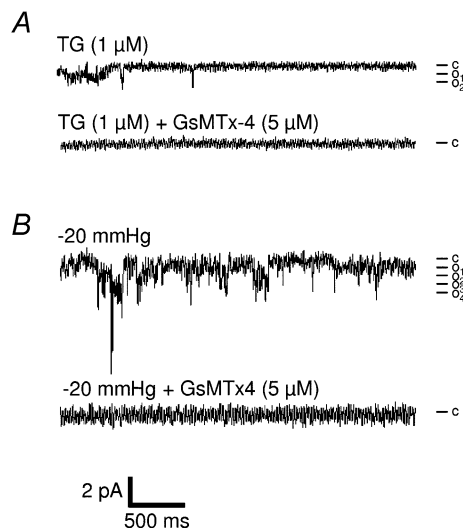 A
TG (1 µM)
c
o1
o2
TG (1 µM) + GsMTx-4 (5 µM)
c
B
-20 mmHg
c
o1
-20 mmHg + GsMTx4 (5 µM)
c
2 pA
500 ms